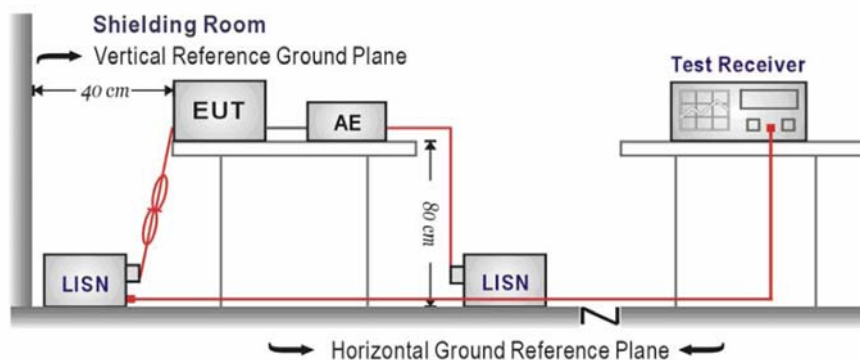 Shielding Room
Vertical Reference Ground Plane
40 cm
EUT
AE
Test Receiver
80 cm
LISN
LISN
Horizontal Ground Reference Plane